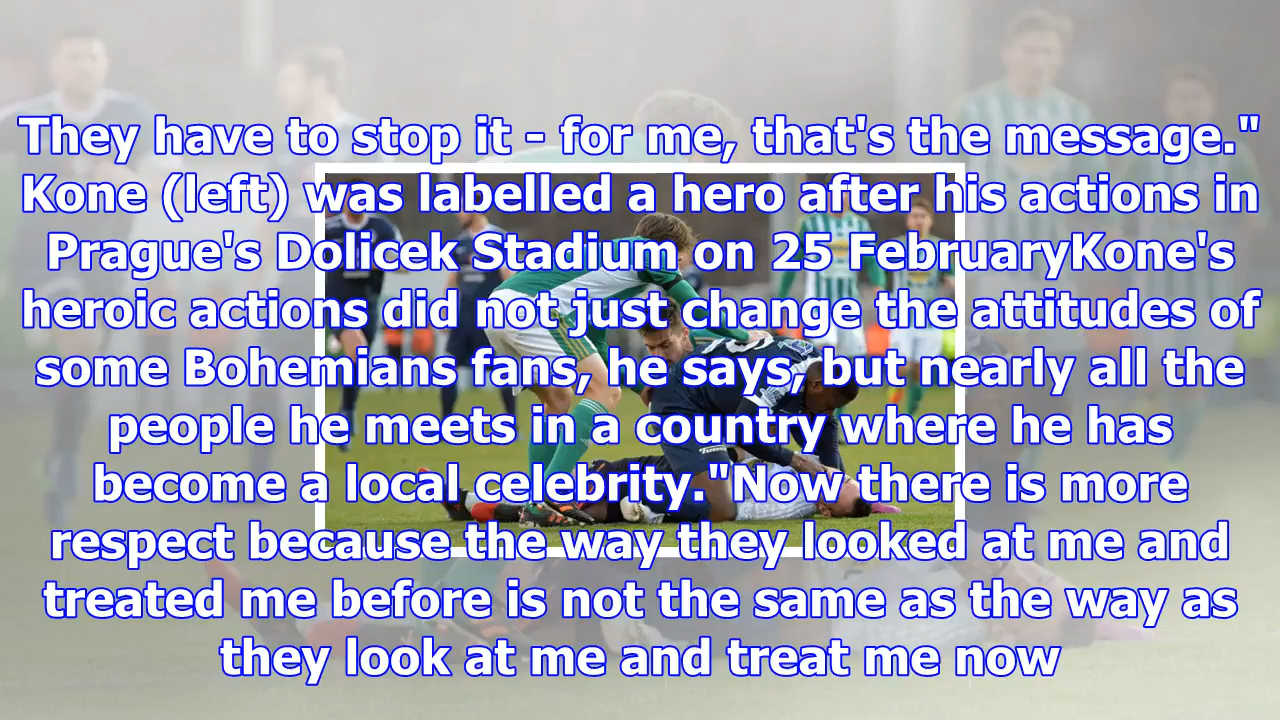 They have to stop it - for me, that's the message."
Kone (left) was labelled a hero after his actions in
Prague's Dolicek Stadium on 25 FebruaryKone's
heroic actions did not just change the attitudes of
some Bohemians fans, he says, but nearly all the
people he meets in a country where he has
become a local celebrity."Now there is more
respect because the way they looked at me and
treated me before is not the same as the way as
they look at me and treat me now